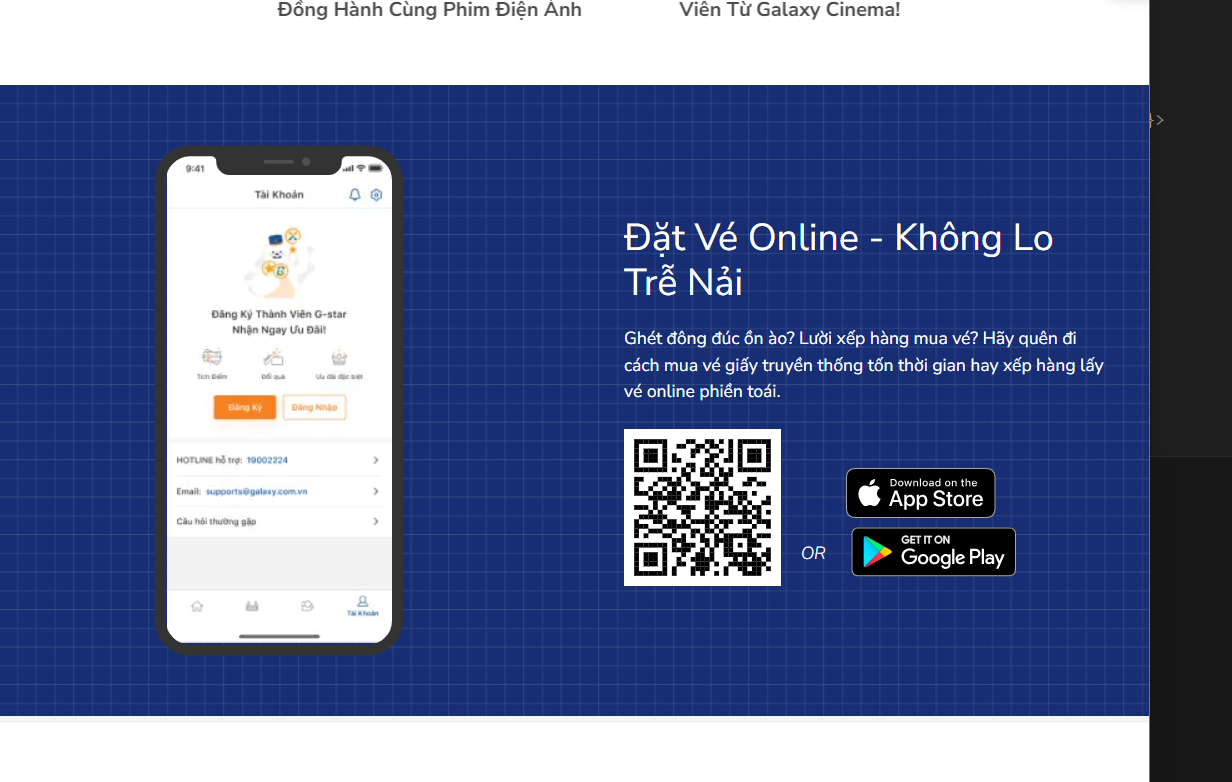 Đồng Hành Cùng Phim Điện Ảnh
Viên Từ Galaxy Cinema!
}>
9:41
Tài Khoản
Đăng Ký Thành Viên G-star
Nhận Ngay Ưu Đãi!
Tích Điểm
Đổi quà
Ưu đãi đặc biệt
Đăng Ký
Đăng Nhập
HOTLINE hỗ trợ: 19002224
Email: supports@galaxy.com.vn
Câu hỏi thường gặp
Tài Khoản
Đặt Vé Online - Không Lo
Trễ Nải
Ghét đông đúc ồn ào? Lười xếp hàng mua vé? Hãy quên đi
cách mua vé giấy truyền thống tốn thời gian hay xếp hàng lấy
vé online phiền toái.
OR
Download on the
App Store
GET IT ON
Google Play